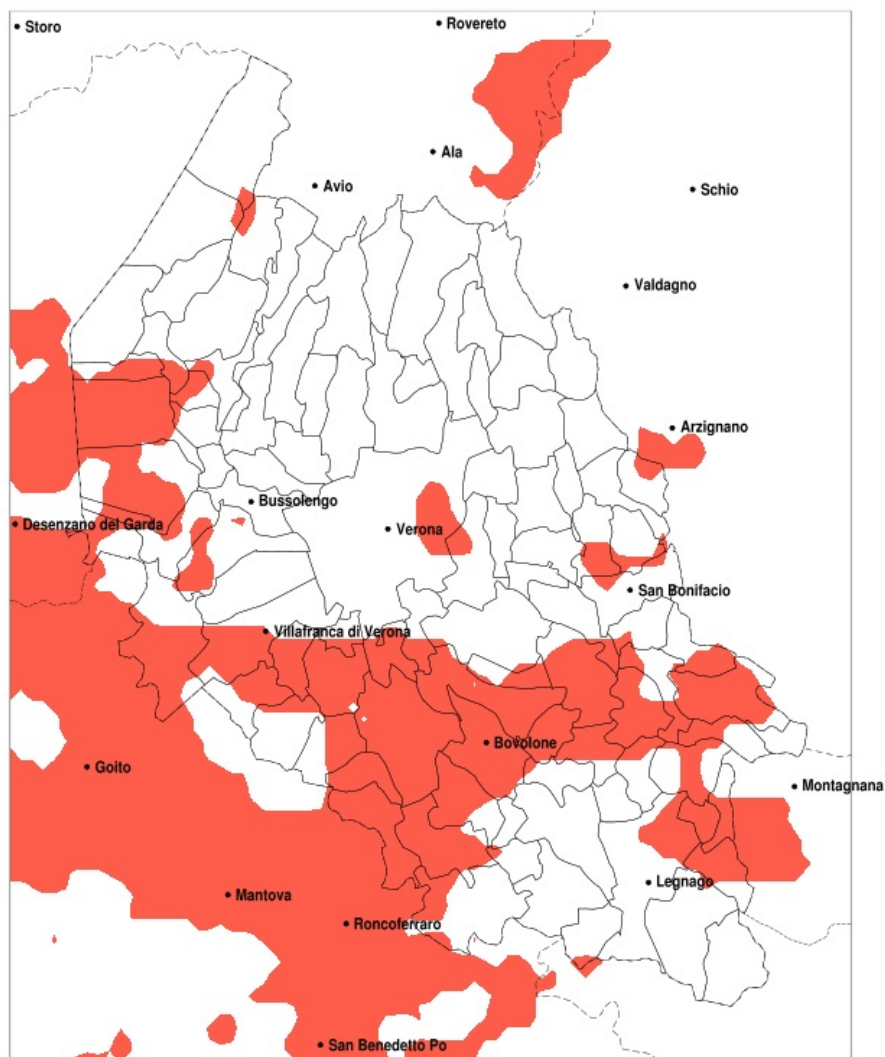 Storo
Rovereto
Ala
Avio
Schio
Valdagno
Arzignano
Bussolengo
Desenzano del Garda
Verona
San Bonifacio
Villafranca di Verona
Bovolone
Goito
Montagnana
Legnago
Mantova
Roncoferraro
San Benedetto Po